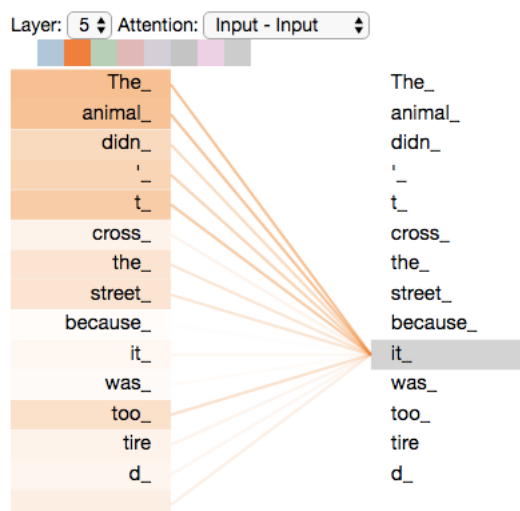 Layer: 5 Attention: Input - Input
The_ The_
animal_ animal_
didn_ didn_
'_ '_
t_ t_
cross_ cross_
the_ the_
street_ street_
because_ because_
it_ it_
was_ was_
too_ too_
tire tire
d_ d_